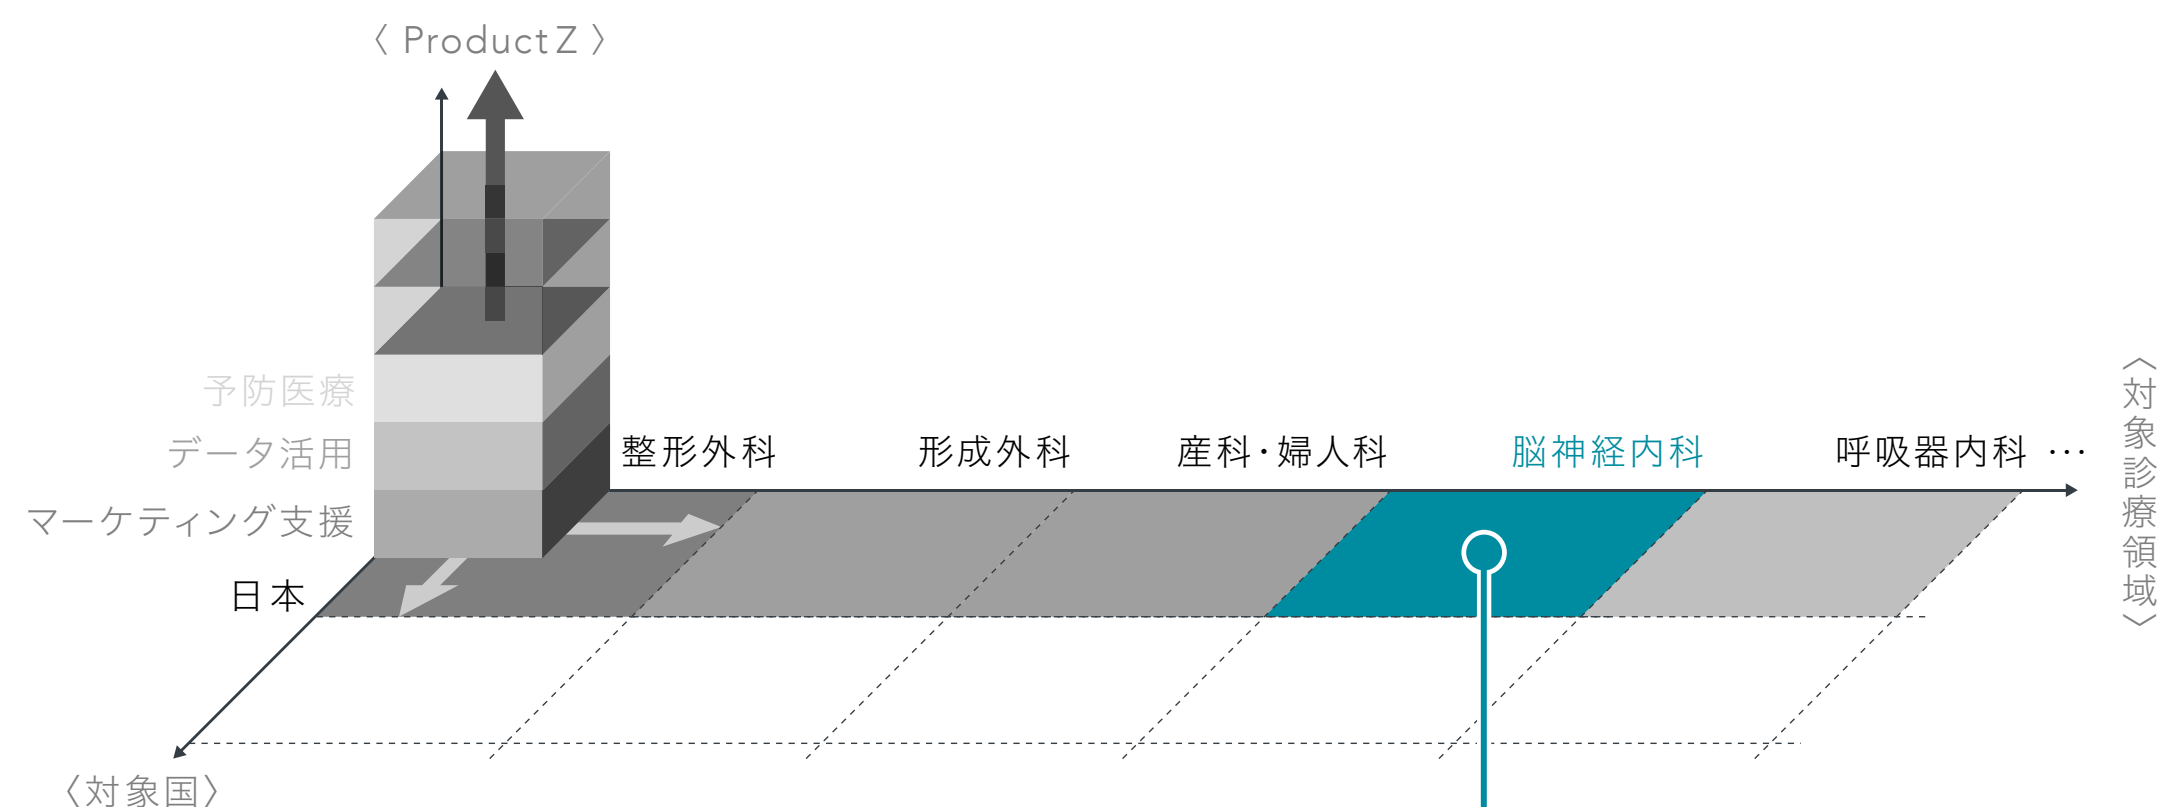 〈 Product Z 〉
予防医療
データ活用
マーケティング支援
日本
整形外科
形成外科
産科・婦人科
脳神経内科
呼吸器内科 …
〈対象診療領域〉
〈対象国〉